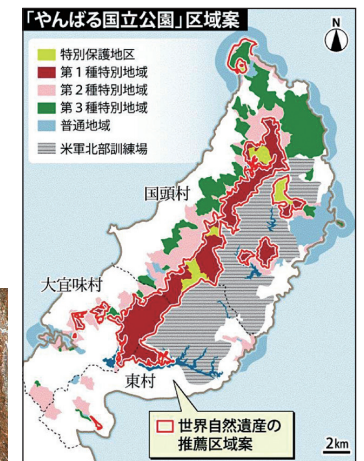 「やんばる国立公園」区域案
N
特別保護地区
第1種特別地域
第2種特別地域
第3種特別地域
普通地域
米軍北部訓練場
国頭村
大宜味村
東村
世界自然遺産の
推薦区域案
2km